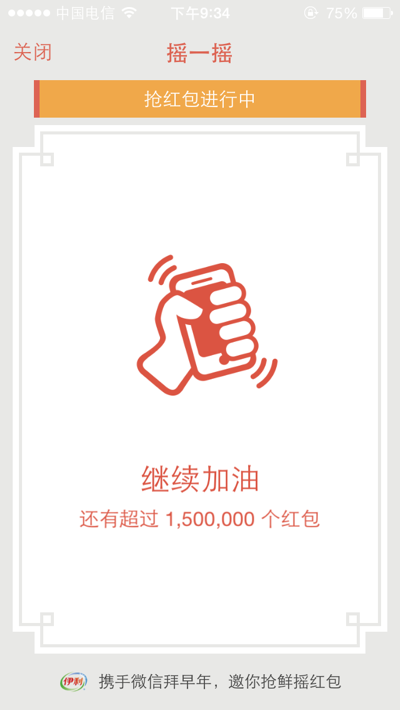 中国电信
下午9:34
75%
关闭
摇一摇
抢红包进行中
继续加油
还有超过 1,500,000 个红包
伊利
携手微信拜早年，邀你抢鲜摇红包